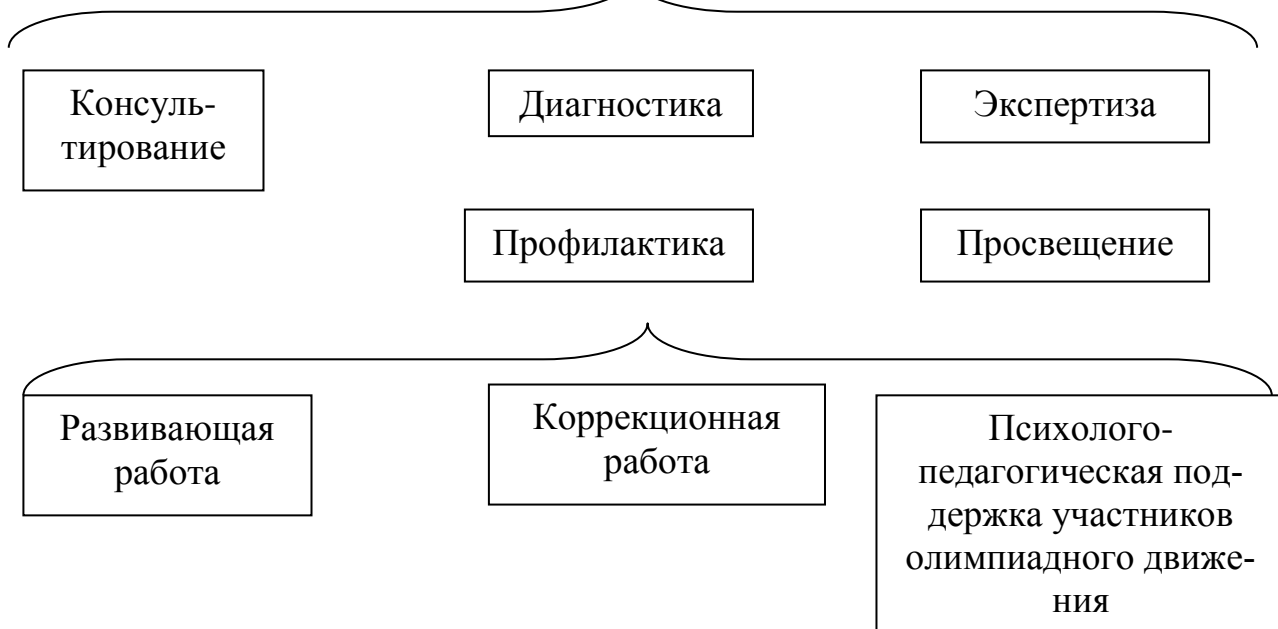 Консуль-
тирование
Диагностика
Экспертиза
Профилактика
Просвещение
Развивающая
работа
Коррекционная
работа
Психолого-
педагогическая под-
держка участников
олимпиадного движе-
ния